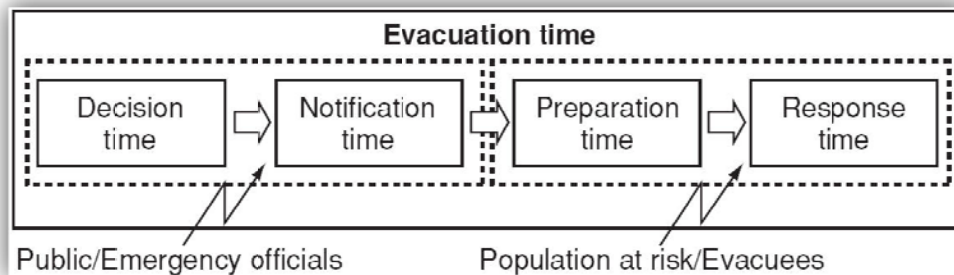 Evacuation time
Decision
time
Notification
time
Preparation
time
Response
time
Public/Emergency officials
Population at risk/Evacuees